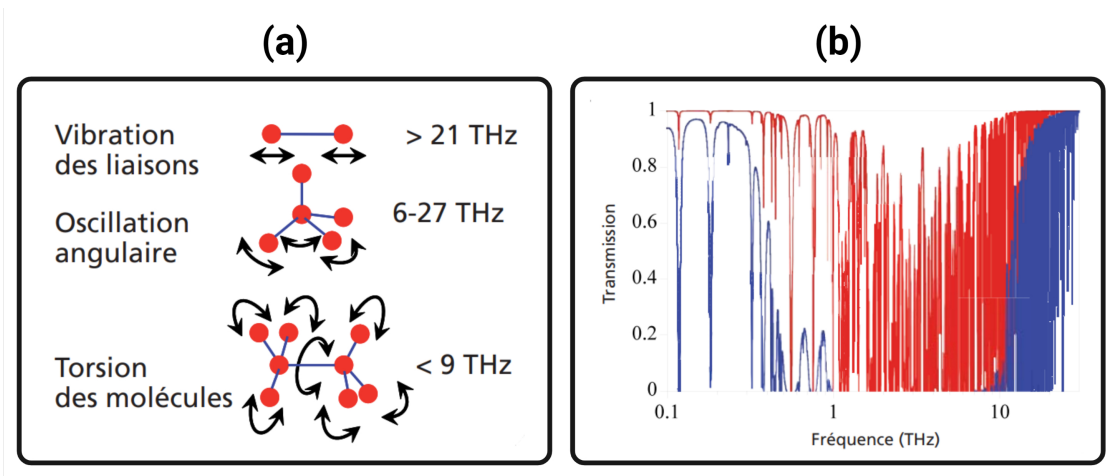 (a)
Vibration
des liaisons
> 21 THz
Oscillation
angulaire
6-27 THz
Torsion
des molécules
< 9 THz
(b)
Transmission
1
0.8
0.6
0.4
0.2
0
0.1
1
10
Fréquence (THz)